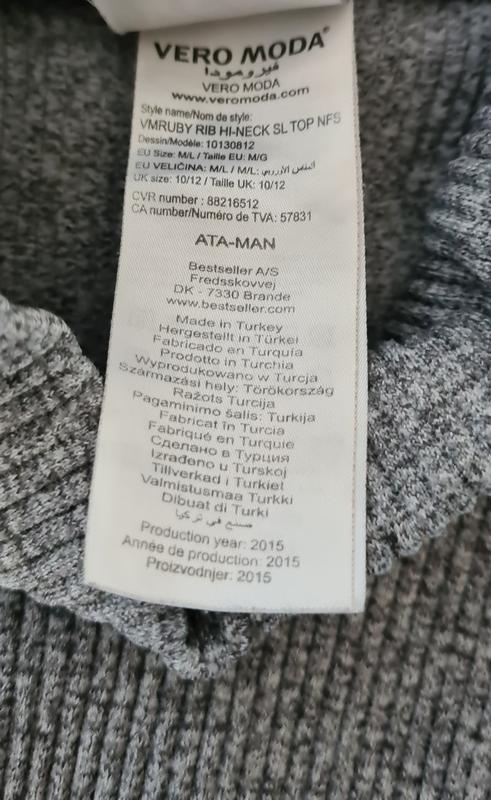 VERO MODA
فيرومودا
VERO MODA
www.veromoda.com
Style name/Nom de style:
VMRUBY RIB HI-NECK SL TOP NFS
Dessin/Modéle: 10130812
EU Size: M/L / Taille EU: M/G
EU VELIČINA: M/L / M/L: المقاس الأوروبي
UK size: 10/12 / Taille UK: 10/12
CVR number : 88216512
CA number/Numéro de TVA: 57831
ATA-MAN
Bestseller A/S
Fredsskovvej
DK - 7330 Brande
www.bestseller.com
Made in Turkey
Hergestellt in Türkei
Fabricado en Turquía
Prodotto in Turchia
Wyprodukowano w Turcja
Származási hely: Törökország
Ražots Turcija
Pagaminimo šalis: Turkija
Fabricat în Turcia
Fabriqué en Turquie
Сделано в Турция
Izrađeno u Turskoj
Tillverkad i Turkiet
Valmistusmaa Turkki
Dibuat di Turki
صنع في تركيا
Production year: 2015
Année de production: 2015
Proizvodnjer: 2015